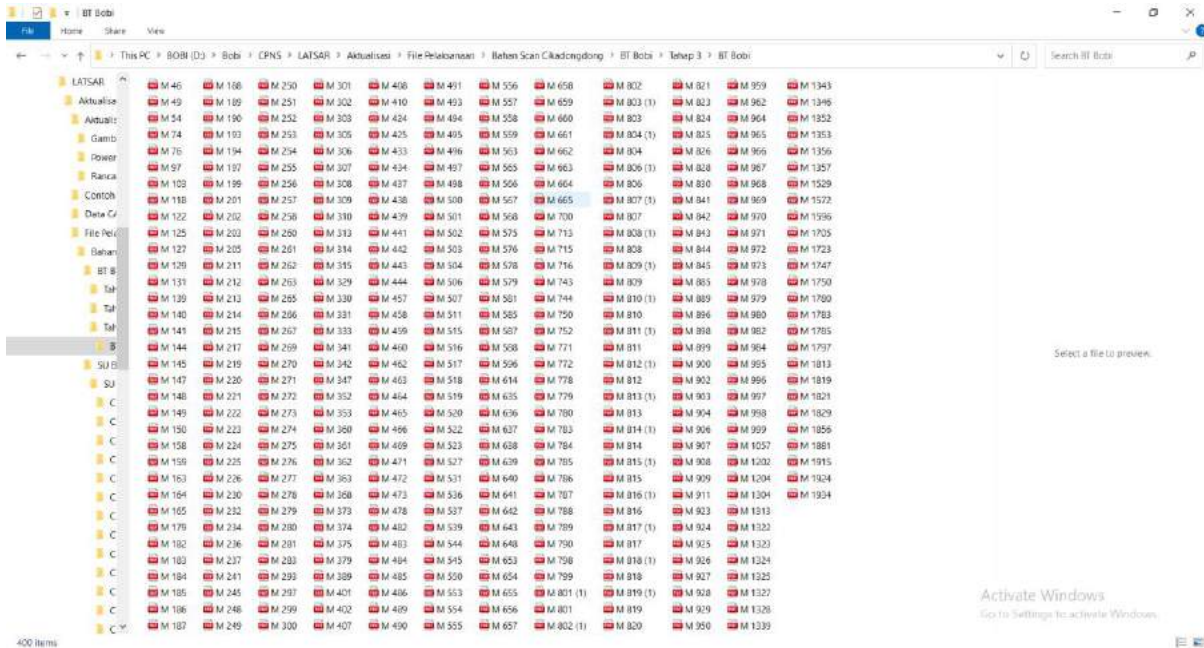 BT Bobi
File Home Share View
This PC > BOBI (D:) > Bobi > CPNS > LATSAR > Aktualisasi > File Pelaksanaan > Bahan Scan Cikadongdong > BT Bobi > Tahap 3 > BT Bobi
Search BT Bobi
LATSAR
Aktualisa
Aktualis
Gamb
Power
Ranca
Contoh
Data CA
File Pela
Bahan
BT B
Tah
Tah
Tah
B
SU B
SU
C
C
C
C
C
C
C
C
C
C
C
C
C
M 46 M 188 M 250 M 301 M 408 M 491 M 556 M 658 M 802 M 821 M 959 M 1343
M 49 M 189 M 251 M 302 M 410 M 493 M 557 M 659 M 803 (1) M 823 M 962 M 1346
M 54 M 190 M 252 M 303 M 424 M 494 M 558 M 660 M 803 M 824 M 964 M 1352
M 74 M 193 M 253 M 305 M 425 M 495 M 559 M 661 M 804 (1) M 825 M 965 M 1353
M 76 M 194 M 254 M 306 M 433 M 496 M 563 M 662 M 804 M 826 M 966 M 1356
M 97 M 197 M 255 M 307 M 434 M 497 M 565 M 663 M 806 (1) M 828 M 967 M 1357
M 103 M 199 M 256 M 308 M 437 M 498 M 566 M 664 M 806 M 830 M 968 M 1529
M 118 M 201 M 257 M 309 M 438 M 500 M 567 M 665 M 807 (1) M 841 M 969 M 1572
M 122 M 202 M 258 M 310 M 439 M 501 M 568 M 700 M 807 M 842 M 970 M 1596
M 125 M 203 M 260 M 313 M 441 M 502 M 575 M 713 M 808 (1) M 843 M 971 M 1705
M 127 M 205 M 261 M 314 M 442 M 503 M 576 M 715 M 808 M 844 M 972 M 1723
M 129 M 211 M 262 M 315 M 443 M 504 M 578 M 716 M 809 (1) M 845 M 973 M 1747
M 131 M 212 M 263 M 329 M 444 M 506 M 579 M 743 M 809 M 885 M 978 M 1750
M 139 M 213 M 265 M 330 M 457 M 507 M 581 M 744 M 810 (1) M 889 M 979 M 1780
M 140 M 214 M 266 M 331 M 458 M 511 M 585 M 750 M 810 M 896 M 980 M 1783
M 141 M 215 M 267 M 333 M 459 M 515 M 587 M 752 M 811 (1) M 898 M 982 M 1785
M 144 M 217 M 269 M 341 M 460 M 516 M 588 M 771 M 811 M 899 M 984 M 1797
M 145 M 219 M 270 M 342 M 462 M 517 M 596 M 772 M 812 (1) M 900 M 995 M 1813
M 147 M 220 M 271 M 347 M 463 M 518 M 614 M 778 M 812 M 902 M 996 M 1819
M 148 M 221 M 272 M 352 M 464 M 519 M 635 M 779 M 813 (1) M 903 M 997 M 1821
M 149 M 222 M 273 M 353 M 465 M 520 M 636 M 780 M 813 M 904 M 998 M 1829
M 150 M 223 M 274 M 360 M 466 M 522 M 637 M 783 M 814 (1) M 906 M 999 M 1856
M 158 M 224 M 275 M 361 M 469 M 523 M 638 M 784 M 814 M 907 M 1057 M 1881
M 159 M 225 M 276 M 362 M 471 M 527 M 639 M 785 M 815 (1) M 908 M 1202 M 1915
M 163 M 226 M 277 M 363 M 472 M 531 M 640 M 786 M 815 M 909 M 1204 M 1924
M 164 M 230 M 278 M 368 M 473 M 536 M 641 M 787 M 816 (1) M 911 M 1304 M 1934
M 165 M 232 M 279 M 373 M 478 M 537 M 642 M 788 M 816 M 923 M 1313
M 179 M 234 M 280 M 374 M 482 M 539 M 643 M 789 M 817 (1) M 924 M 1322
M 182 M 236 M 281 M 375 M 483 M 544 M 648 M 790 M 817 M 925 M 1323
M 183 M 237 M 283 M 379 M 484 M 545 M 653 M 798 M 818 (1) M 926 M 1324
M 184 M 241 M 293 M 389 M 485 M 550 M 654 M 799 M 818 M 927 M 1325
M 185 M 245 M 297 M 401 M 486 M 553 M 655 M 801 (1) M 819 (1) M 928 M 1327
M 186 M 248 M 299 M 402 M 489 M 554 M 656 M 801 M 819 M 929 M 1328
M 187 M 249 M 300 M 407 M 490 M 555 M 657 M 802 (1) M 820 M 950 M 1339
Select a file to preview.
Activate Windows
Go to Settings to activate Windows.
400 items